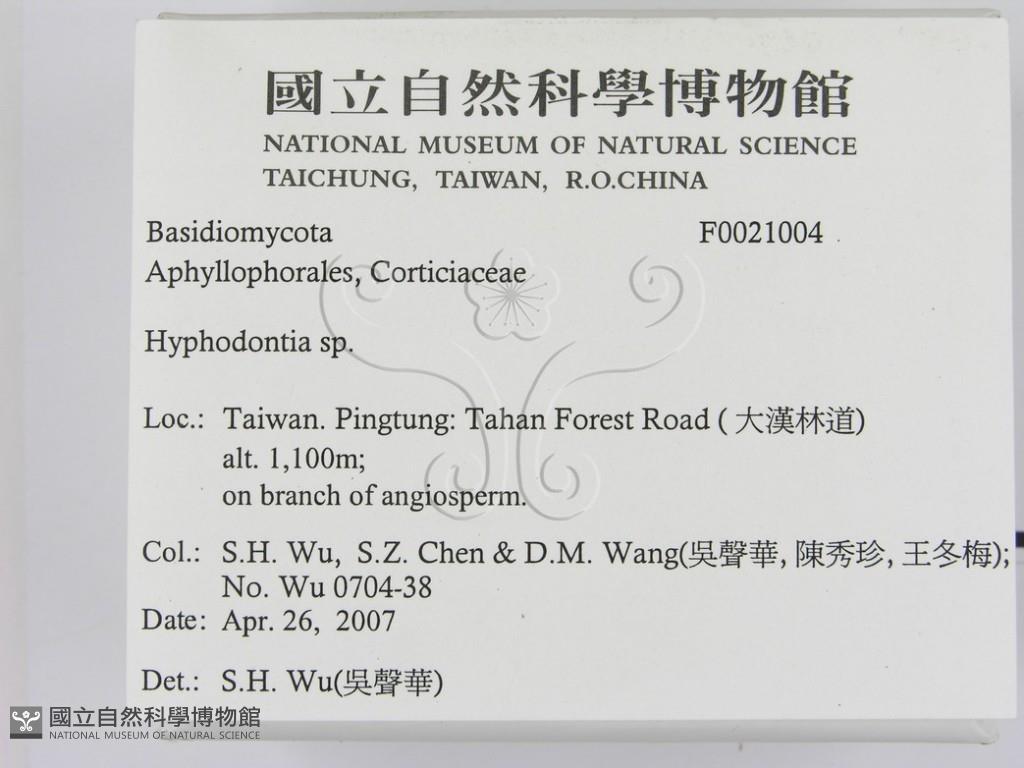 國立自然科學博物館
NATIONAL MUSEUM OF NATURAL SCIENCE
TAICHUNG, TAIWAN, R.O.CHINA
Basidiomycota F0021004
Aphyllophorales, Corticiaceae
Hyphodontia sp.
Loc.: Taiwan. Pingtung: Tahan Forest Road ( 大漢林道)
alt. 1,100m;
on branch of angiosperm.
Col.: S.H. Wu, S.Z. Chen & D.M. Wang(吳聲華, 陳秀珍, 王冬梅);
No. Wu 0704-38
Date: Apr. 26, 2007
Det.: S.H. Wu(吳聲華)
國立自然科學博物館
NATIONAL MUSEUM OF NATURAL SCIENCE